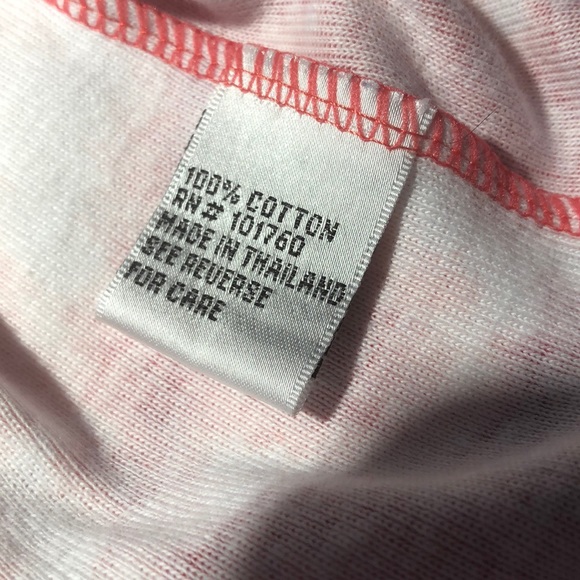 100% COTTON
RN# 101760
MADE IN THAILAND
SEE REVERSE
FOR CARE